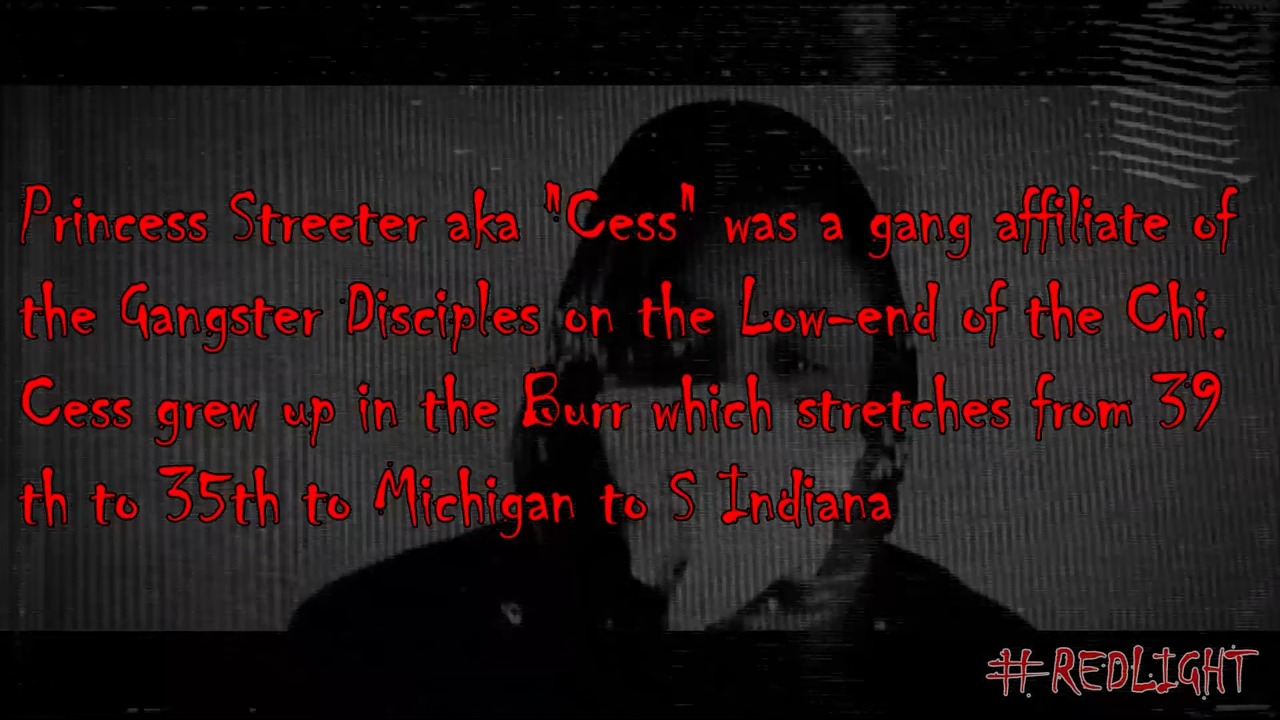 Princess Streeter aka "Cess" was a gang affiliate of
the Gangster Disciples on the Low-end of the Chi.
Cess grew up in the Burr which stretches from 39
th to 35th to Michigan to S Indiana
#REDLIGHT